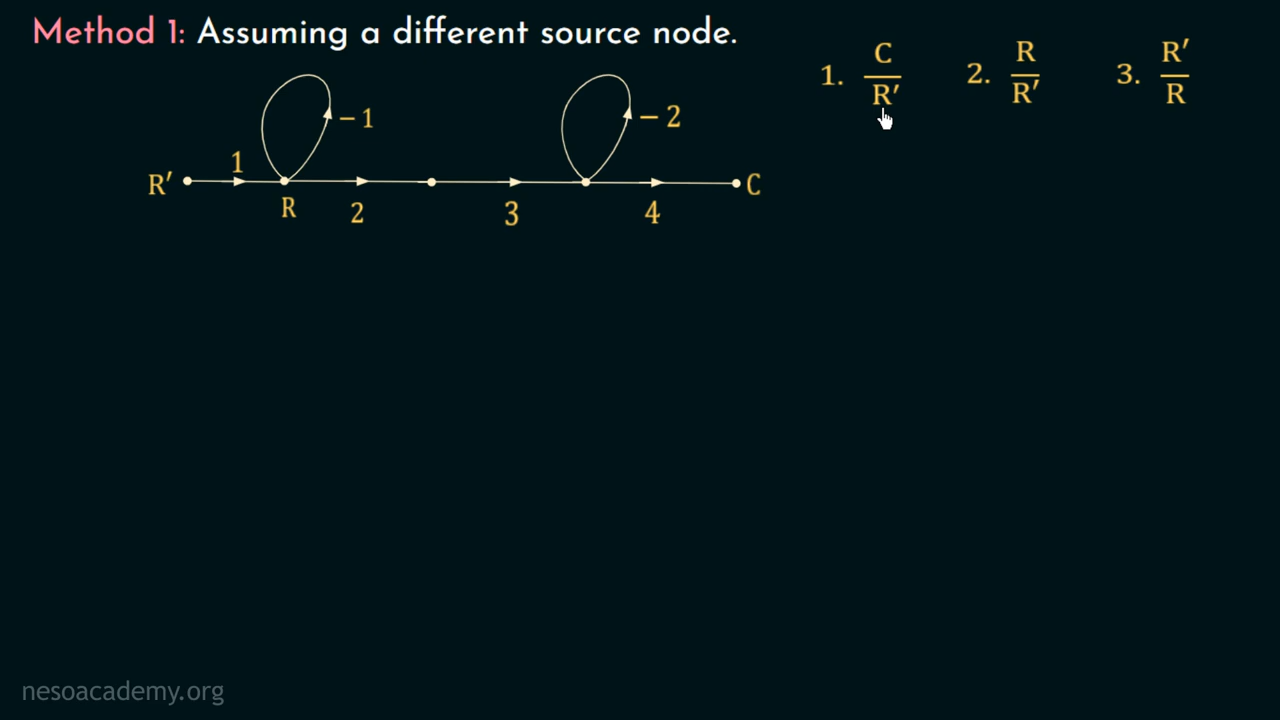 Method 1: Assuming a different source node.
1. C/R′ 2. R/R′ 3. R′/R
− 1 − 2
1
R′ C
R 2 3 4
nesoacademy.org